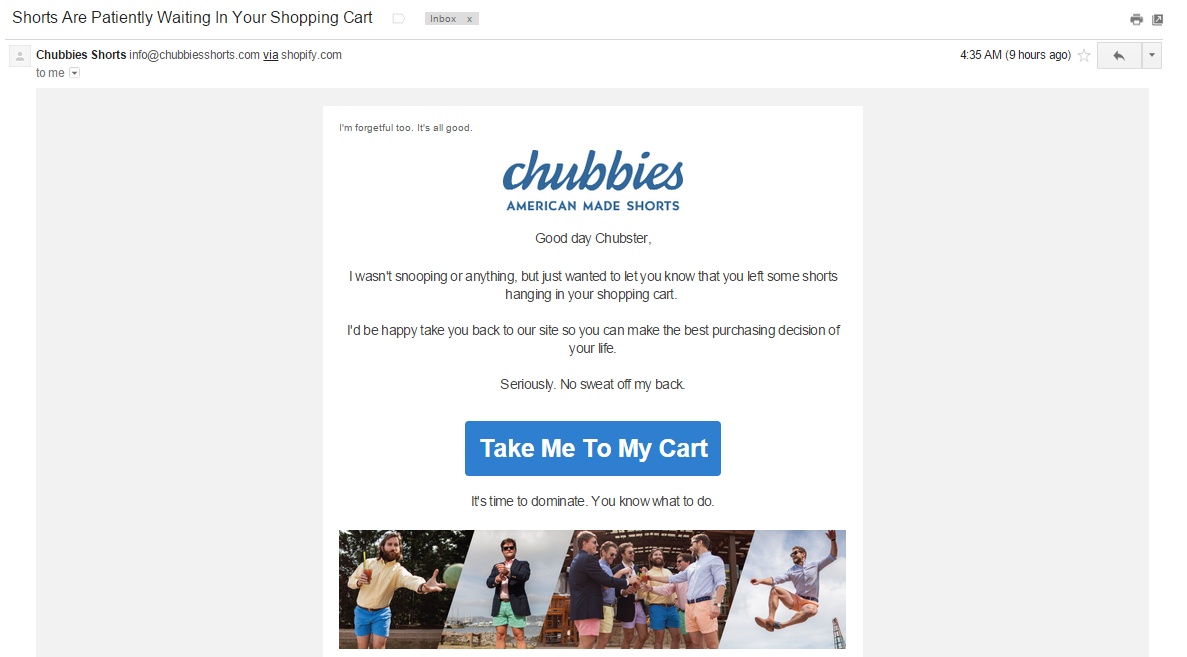 Shorts Are Patiently Waiting In Your Shopping Cart
Inbox x
Chubbies Shorts info@chubbiesshorts.com via shopify.com
4:35 AM (9 hours ago)
to me
I'm forgetful too. It's all good.
chubbies
AMERICAN MADE SHORTS
Good day Chubster,
I wasn't snooping or anything, but just wanted to let you know that you left some shorts
hanging in your shopping cart.
I'd be happy take you back to our site so you can make the best purchasing decision of
your life.
Seriously. No sweat off my back.
Take Me To My Cart
It's time to dominate. You know what to do.